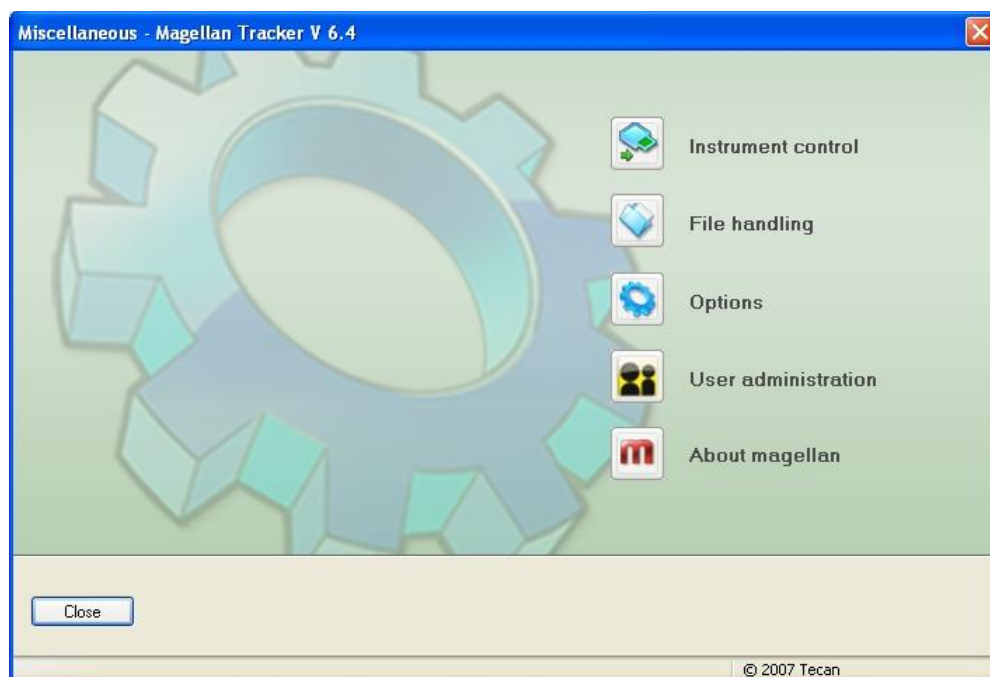 Miscellaneous - Magellan Tracker V 6.4
Instrument control
File handling
Options
User administration
m
About magellan
Close
© 2007 Tecan